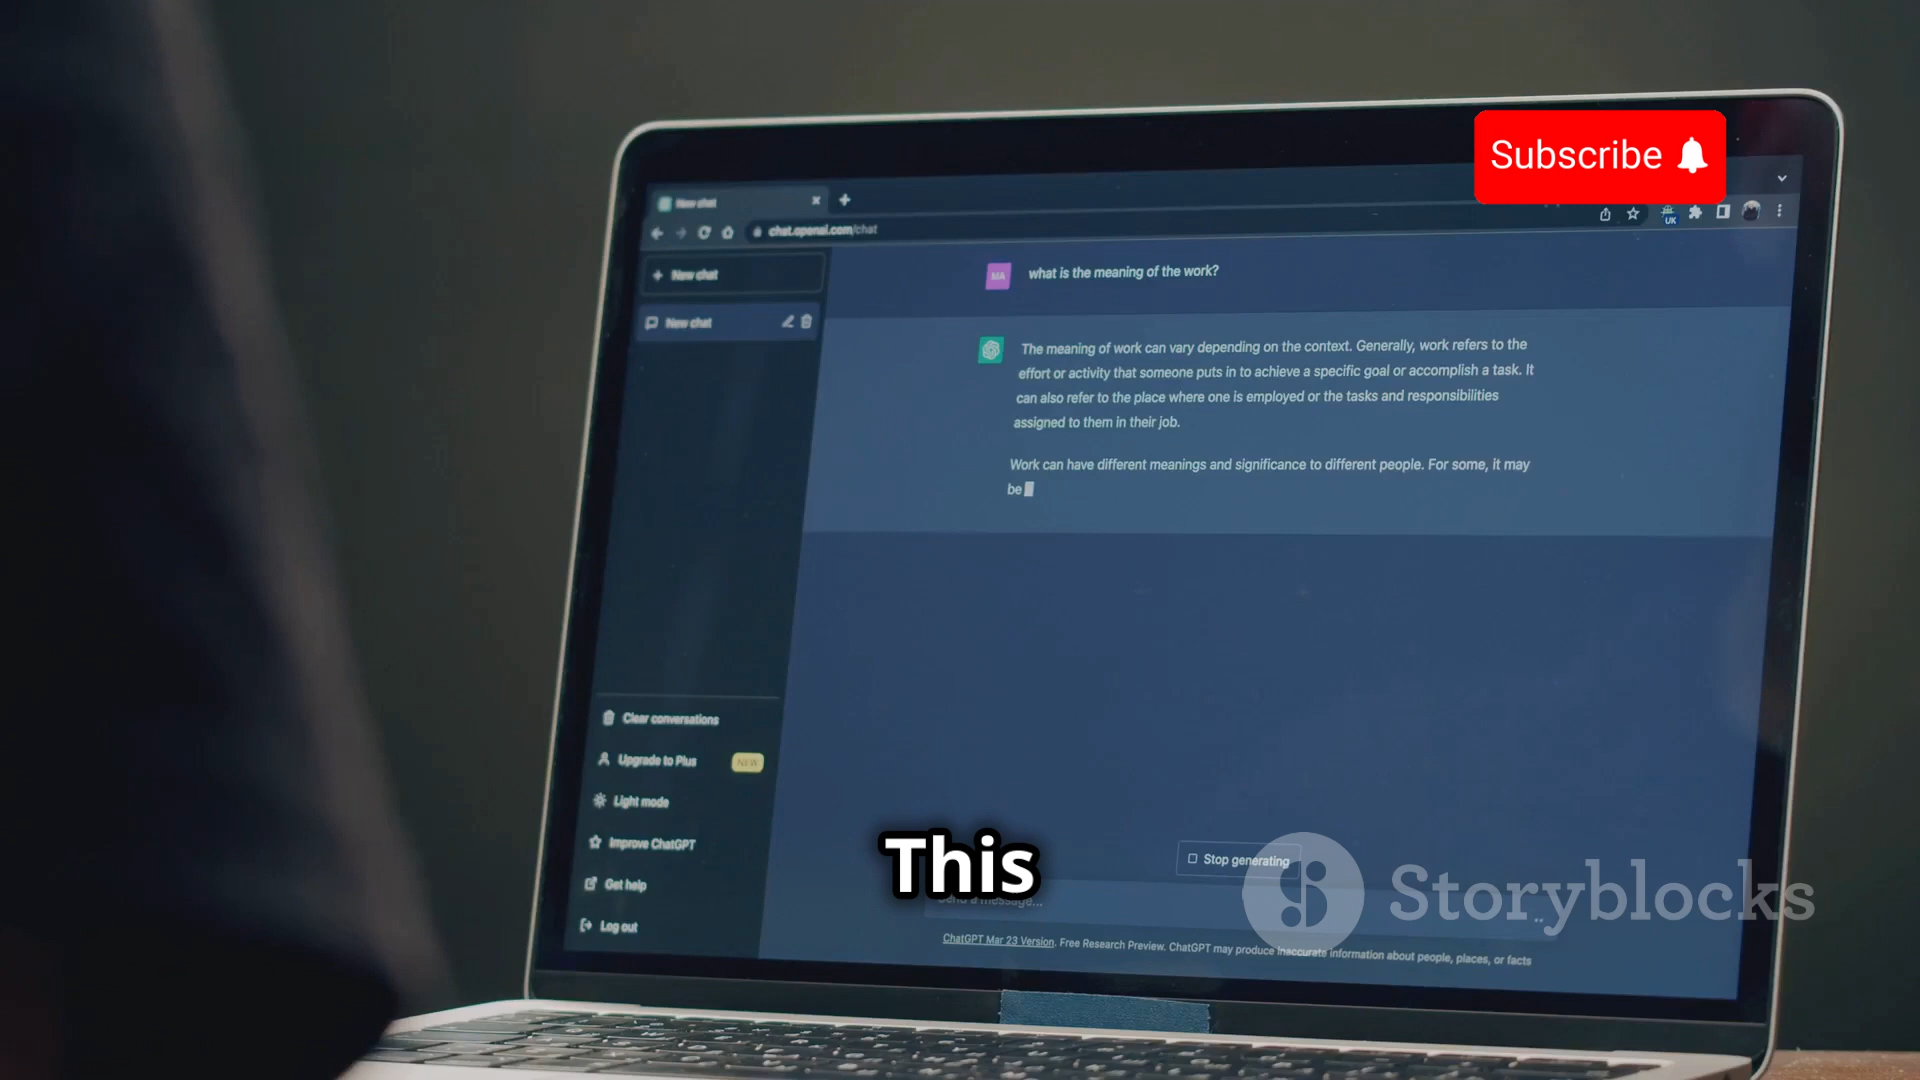 Subscribe
New chat
chat.openai.com/chat
UK
New chat
MA
what is the meaning of the work?
New chat
The meaning of work can vary depending on the context. Generally, work refers to the
effort or activity that someone puts in to achieve a specific goal or accomplish a task. It
can also refer to the place where one is employed or the tasks and responsibilities
assigned to them in their job.
Work can have different meanings and significance to different people. For some, it may
be
Clear conversations
Upgrade to Plus
NEW
Light mode
Improve ChatGPT
Get help
Log out
This
Stop generating
Send a message...
Storyblocks
ChatGPT Mar 23 Version. Free Research Preview. ChatGPT may produce inaccurate information about people, places, or facts